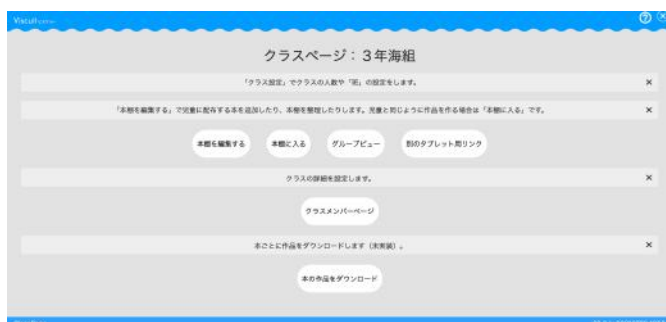 クラスページ：３年海組
「クラス設定」でクラスの人数や「班」の設定をします。 ×
「本棚を編集する」で児童に配布する本を追加したり、本棚を整理したりします。児童と同じように作品を作る場合は「本棚に入る」です。 ×
本棚を編集する 本棚に入る グループビュー 別のタブレット用リンク
クラスの詳細を設定します。 ×
クラスメンバーページ
本ごとに作品をダウンロードします（未実装）。 ×
本の作品をダウンロード